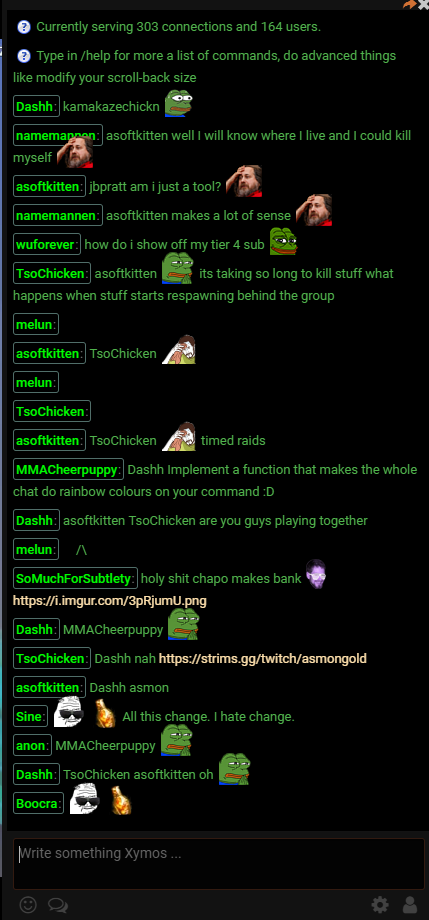 Currently serving 303 connections and 164 users.
Type in /help for more a list of commands, do advanced things
like modify your scroll-back size
Dashh: kamakazechickn
namemannen: asoftkitten well I will know where I live and I could kill
myself
asoftkitten: jbpratt am i just a tool?
namemannen: asoftkitten makes a lot of sense
wuforever: how do i show off my tier 4 sub
TsoChicken: asoftkitten its taking so long to kill stuff what
happens when stuff starts respawning behind the group
melun:
asoftkitten: TsoChicken
melun:
TsoChicken:
asoftkitten: TsoChicken timed raids
MMACheerpuppy: Dashh Implement a function that makes the whole
chat do rainbow colours on your command :D
Dashh: asoftkitten TsoChicken are you guys playing together
melun: /\
SoMuchForSubtlety: holy shit chapo makes bank
https://i.imgur.com/3pRjumU.png
Dashh: MMACheerpuppy
TsoChicken: Dashh nah https://strims.gg/twitch/asmongold
asoftkitten: Dashh asmon
Sine: All this change. I hate change.
anon: MMACheerpuppy
Dashh: TsoChicken asoftkitten oh
Boocra:
Write something Xymos ...